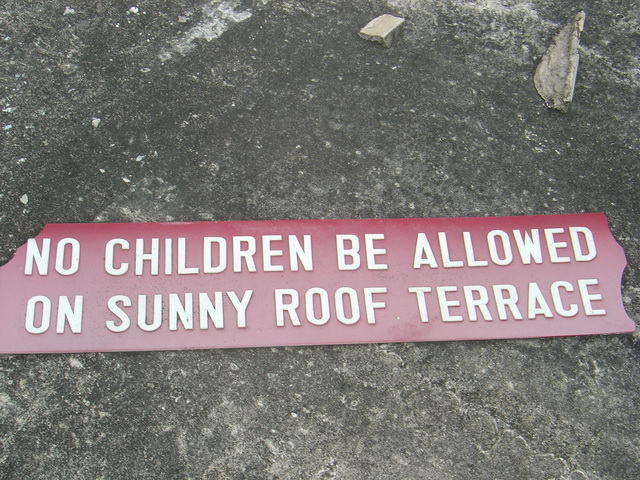 NO CHILDREN BE ALLOWED
ON SUNNY ROOF TERRACE